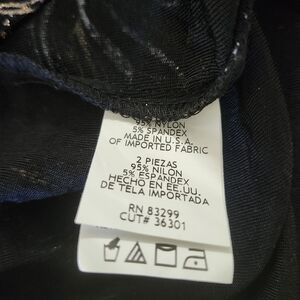 95% NYLON
5% SPANDEX
MADE IN U.S.A.
OF IMPORTED FABRIC
2 PIEZAS
95% NILON
5% ESPANDEX
HECHO EN EE.UU.
DE TELA IMPORTADA
RN 83299
CUT# 36301